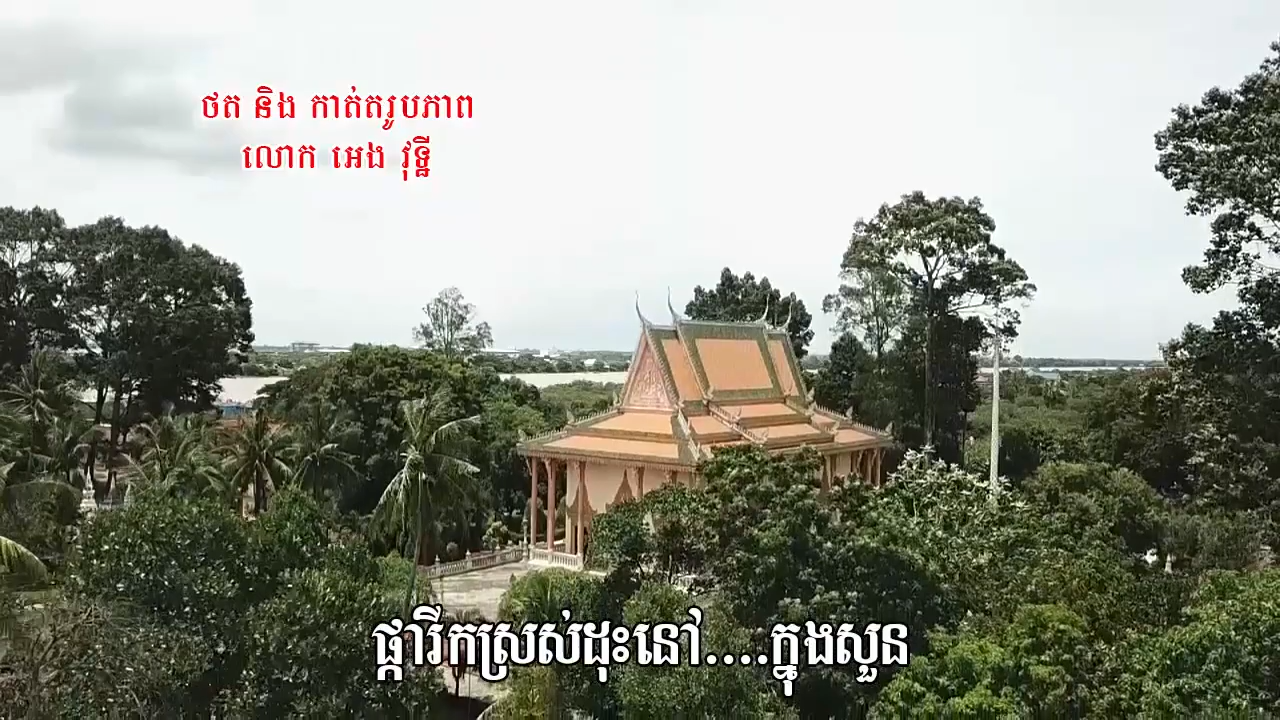 ថត និង កាត់តរូបភាព
លោក អេង វុទ្ឋី
ផ្ការីកស្រស់ដុះនៅ....ក្នុងសួន